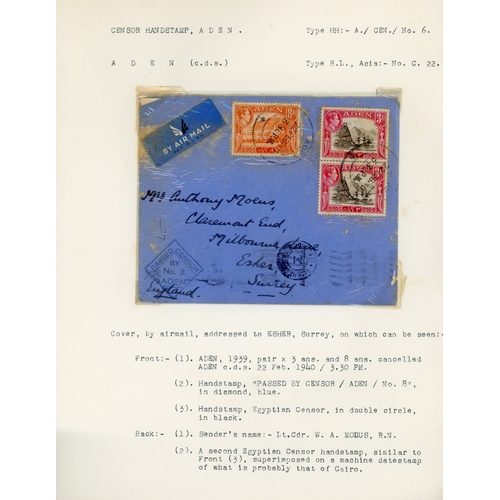 CENSOR HANDSTAMP, A D E N . Type HH:- A./ CEN./ No. 6.
A D E N (c.d.s.) Type R.L., Asia:- No. C. 22.
BY AIR MAIL
ADEN
ADEN
Mrs Anthony Moens,
Claremont End,
Milbourne Lane
Esher
Surrey
England.
PASSED CENSOR
BY
No. 8
ADEN
Cover, by airmail, addressed to ESHER, Surrey, on which can be seen:-
Front:- (1). ADEN, 1939, pair x 3 ans. and 8 ans. cancelled
ADEN c.d.s. 22 Feb. 1940 / 3.30 PM.
(2). Handstamp, "PASSED BY CENSOR / ADEN / No. 8",
in diamond, blue.
(3). Handstamp, Egyptian Censor, in double circle,
in black.
Back:- (1). Sender's name:- Lt.Cdr. W. A. MOEUS, R.N.
(2). A second Egyptian Censor handstamp, similar to
Front (3), superimposed on a machine datestamp
of what is probably that of Cairo.